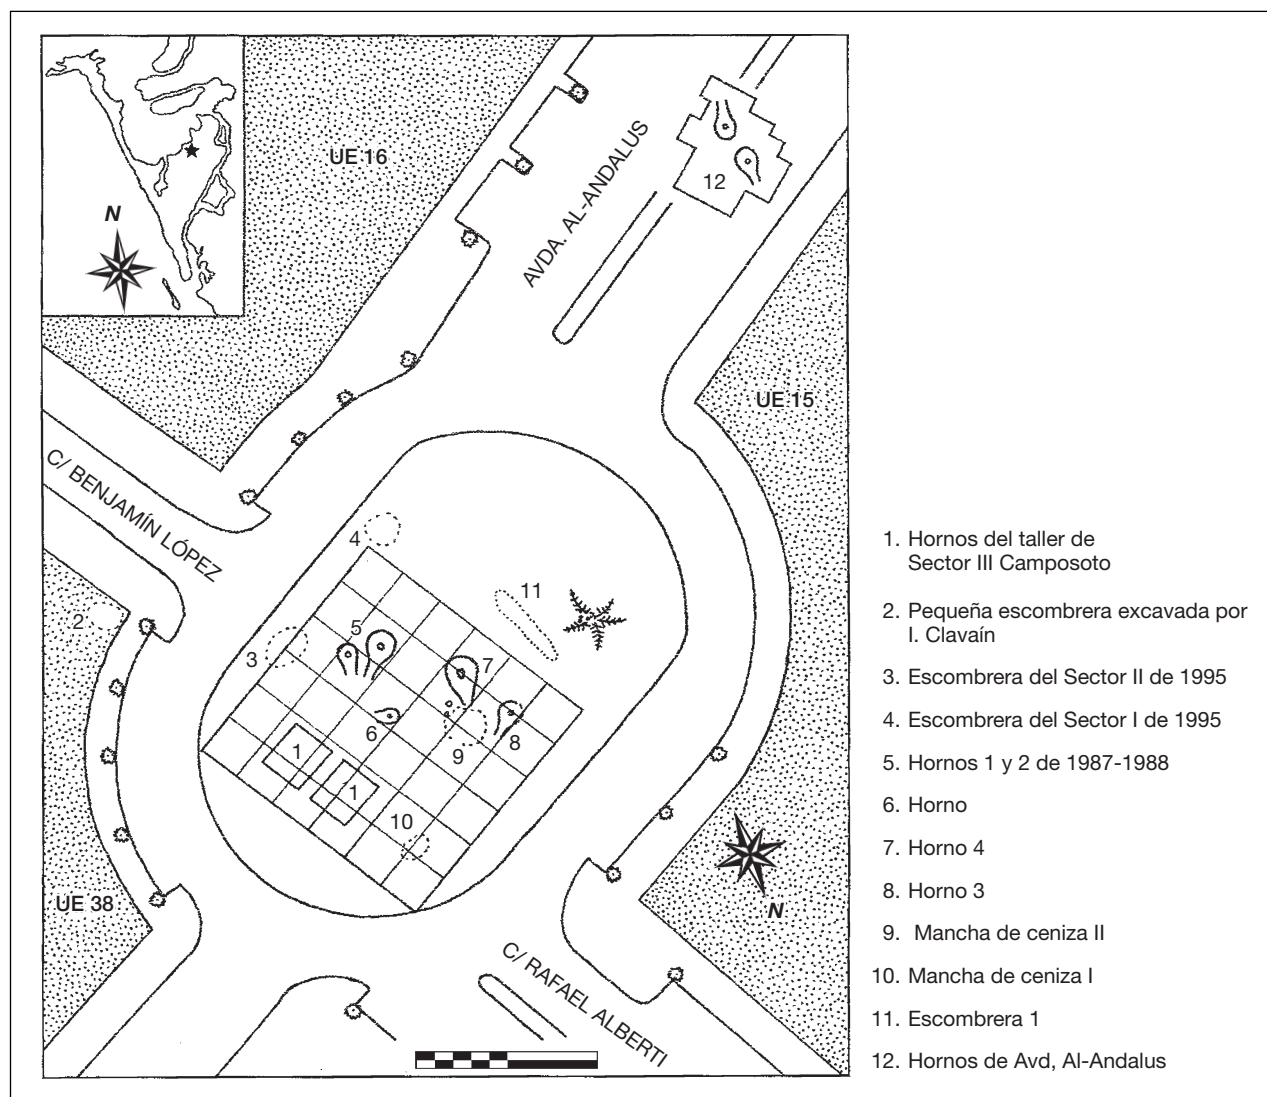 N
UE 16
AVDA. AL-ANDALUS
12
UE 15
C/ BENJAMÍN LÓPEZ
4
11
2
5
3
7
6
8
9
1
1
10
UE 38
N
C/ RAFAEL ALBERTI
1. Hornos del taller de
Sector III Camposoto
2. Pequeña escombrera excavada por
I. Clavaín
3. Escombrera del Sector II de 1995
4. Escombrera del Sector I de 1995
5. Hornos 1 y 2 de 1987-1988
6. Horno
7. Horno 4
8. Horno 3
9. Mancha de ceniza II
10. Mancha de ceniza I
11. Escombrera 1
12. Hornos de Avd, Al-Andalus